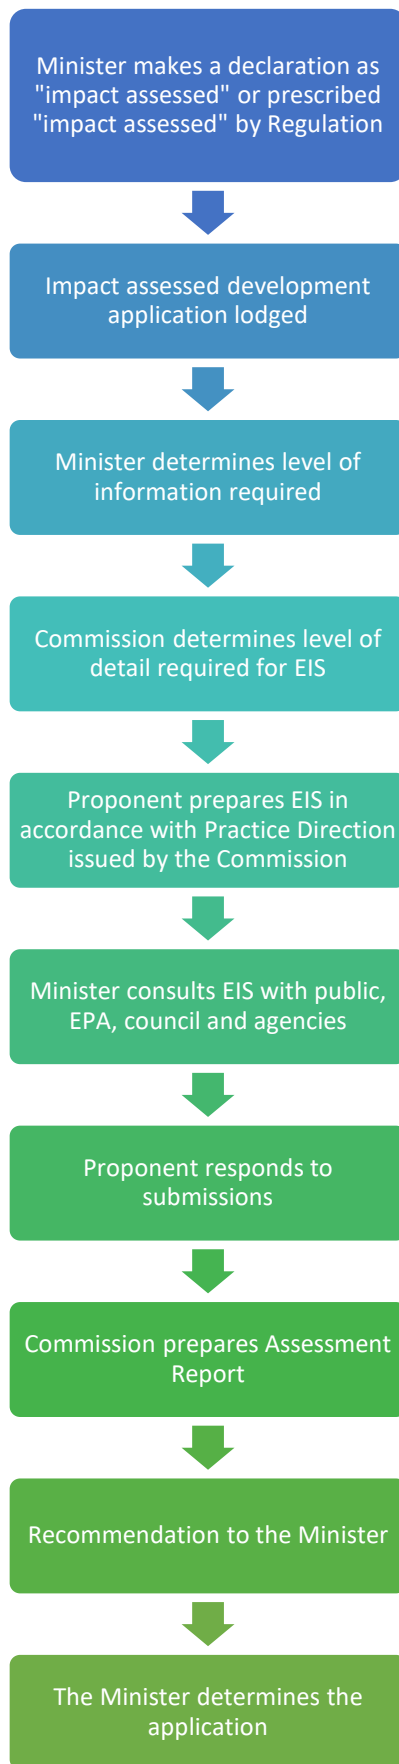 Minister makes a declaration as
"impact assessed" or prescribed
"impact assessed" by Regulation
Impact assessed development
application lodged
Minister determines level of
information required
Commission determines level of
detail required for EIS
Proponent prepares EIS in
accordance with Practice Direction
issued by the Commission
Minister consults EIS with public,
EPA, council and agencies
Proponent responds to
submissions
Commission prepares Assessment
Report
Recommendation to the Minister
The Minister determines the
application